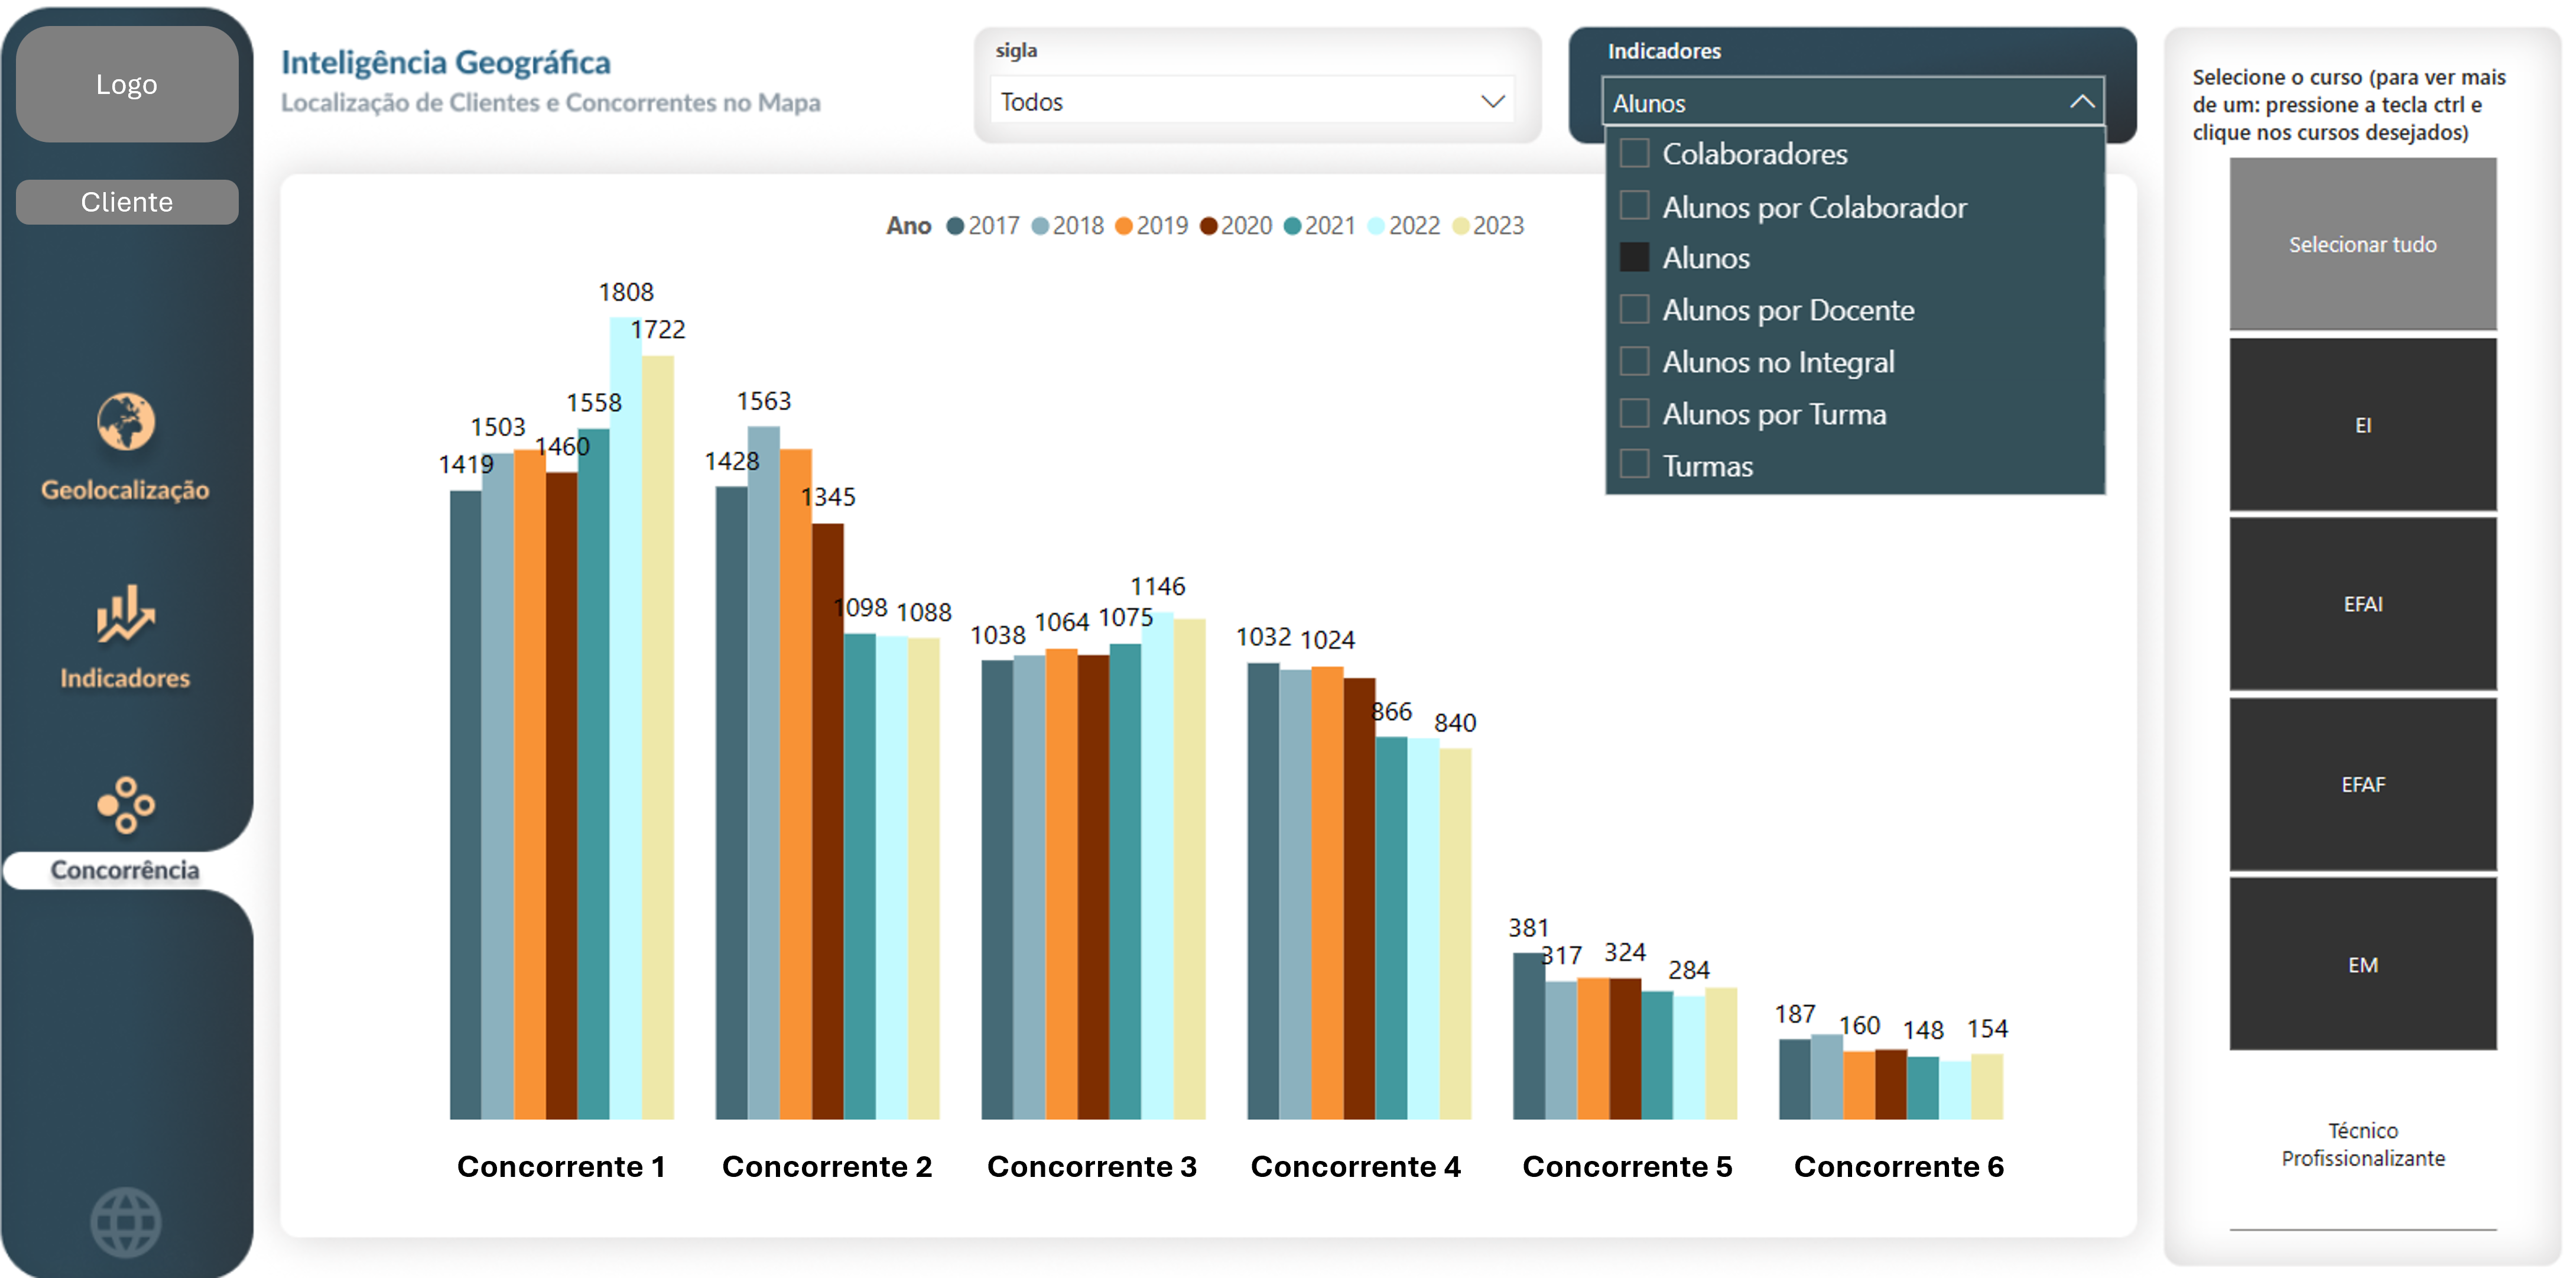 Logo
Cliente
Geolocalização
Indicadores
Concorrência
Inteligência Geográfica
Localização de Clientes e Concorrentes no Mapa
sigla
Todos
Indicadores
Alunos
Colaboradores
Alunos por Colaborador
Alunos
Alunos por Docente
Alunos no Integral
Alunos por Turma
Turmas
Ano 2017 2018 2019 2020 2021 2022 2023
1419 1503 1460 1558 1808 1722
1428 1563 1345 1098 1088
1038 1064 1075 1146
1032 1024 866 840
381 317 324 284
187 160 148 154
Concorrente 1 Concorrente 2 Concorrente 3 Concorrente 4 Concorrente 5 Concorrente 6
Selecione o curso (para ver mais
de um: pressione a tecla ctrl e
clique nos cursos desejados)
Selecionar tudo
EI
EFAI
EFAF
EM
Técnico
Profissionalizante